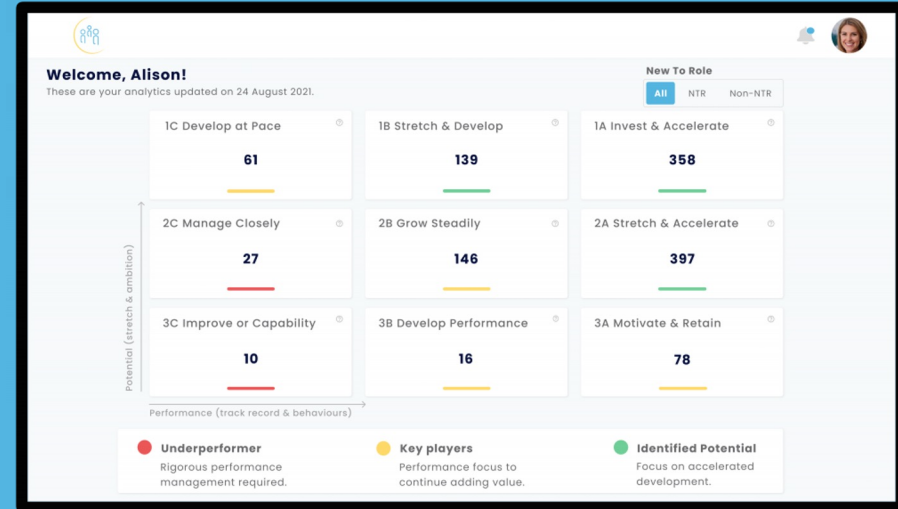 Welcome, Alison!
These are your analytics updated on 24 August 2021.
New To Role
All NTR Non-NTR
1C Develop at Pace
61
1B Stretch & Develop
139
1A Invest & Accelerate
358
2C Manage Closely
27
2B Grow Steadily
146
2A Stretch & Accelerate
397
3C Improve or Capability
10
3B Develop Performance
16
3A Motivate & Retain
78
Potential (stretch & ambition)
Performance (track record & behaviours)
Underperformer
Rigorous performance
management required.
Key players
Performance focus to
continue adding value.
Identified Potential
Focus on accelerated
development.